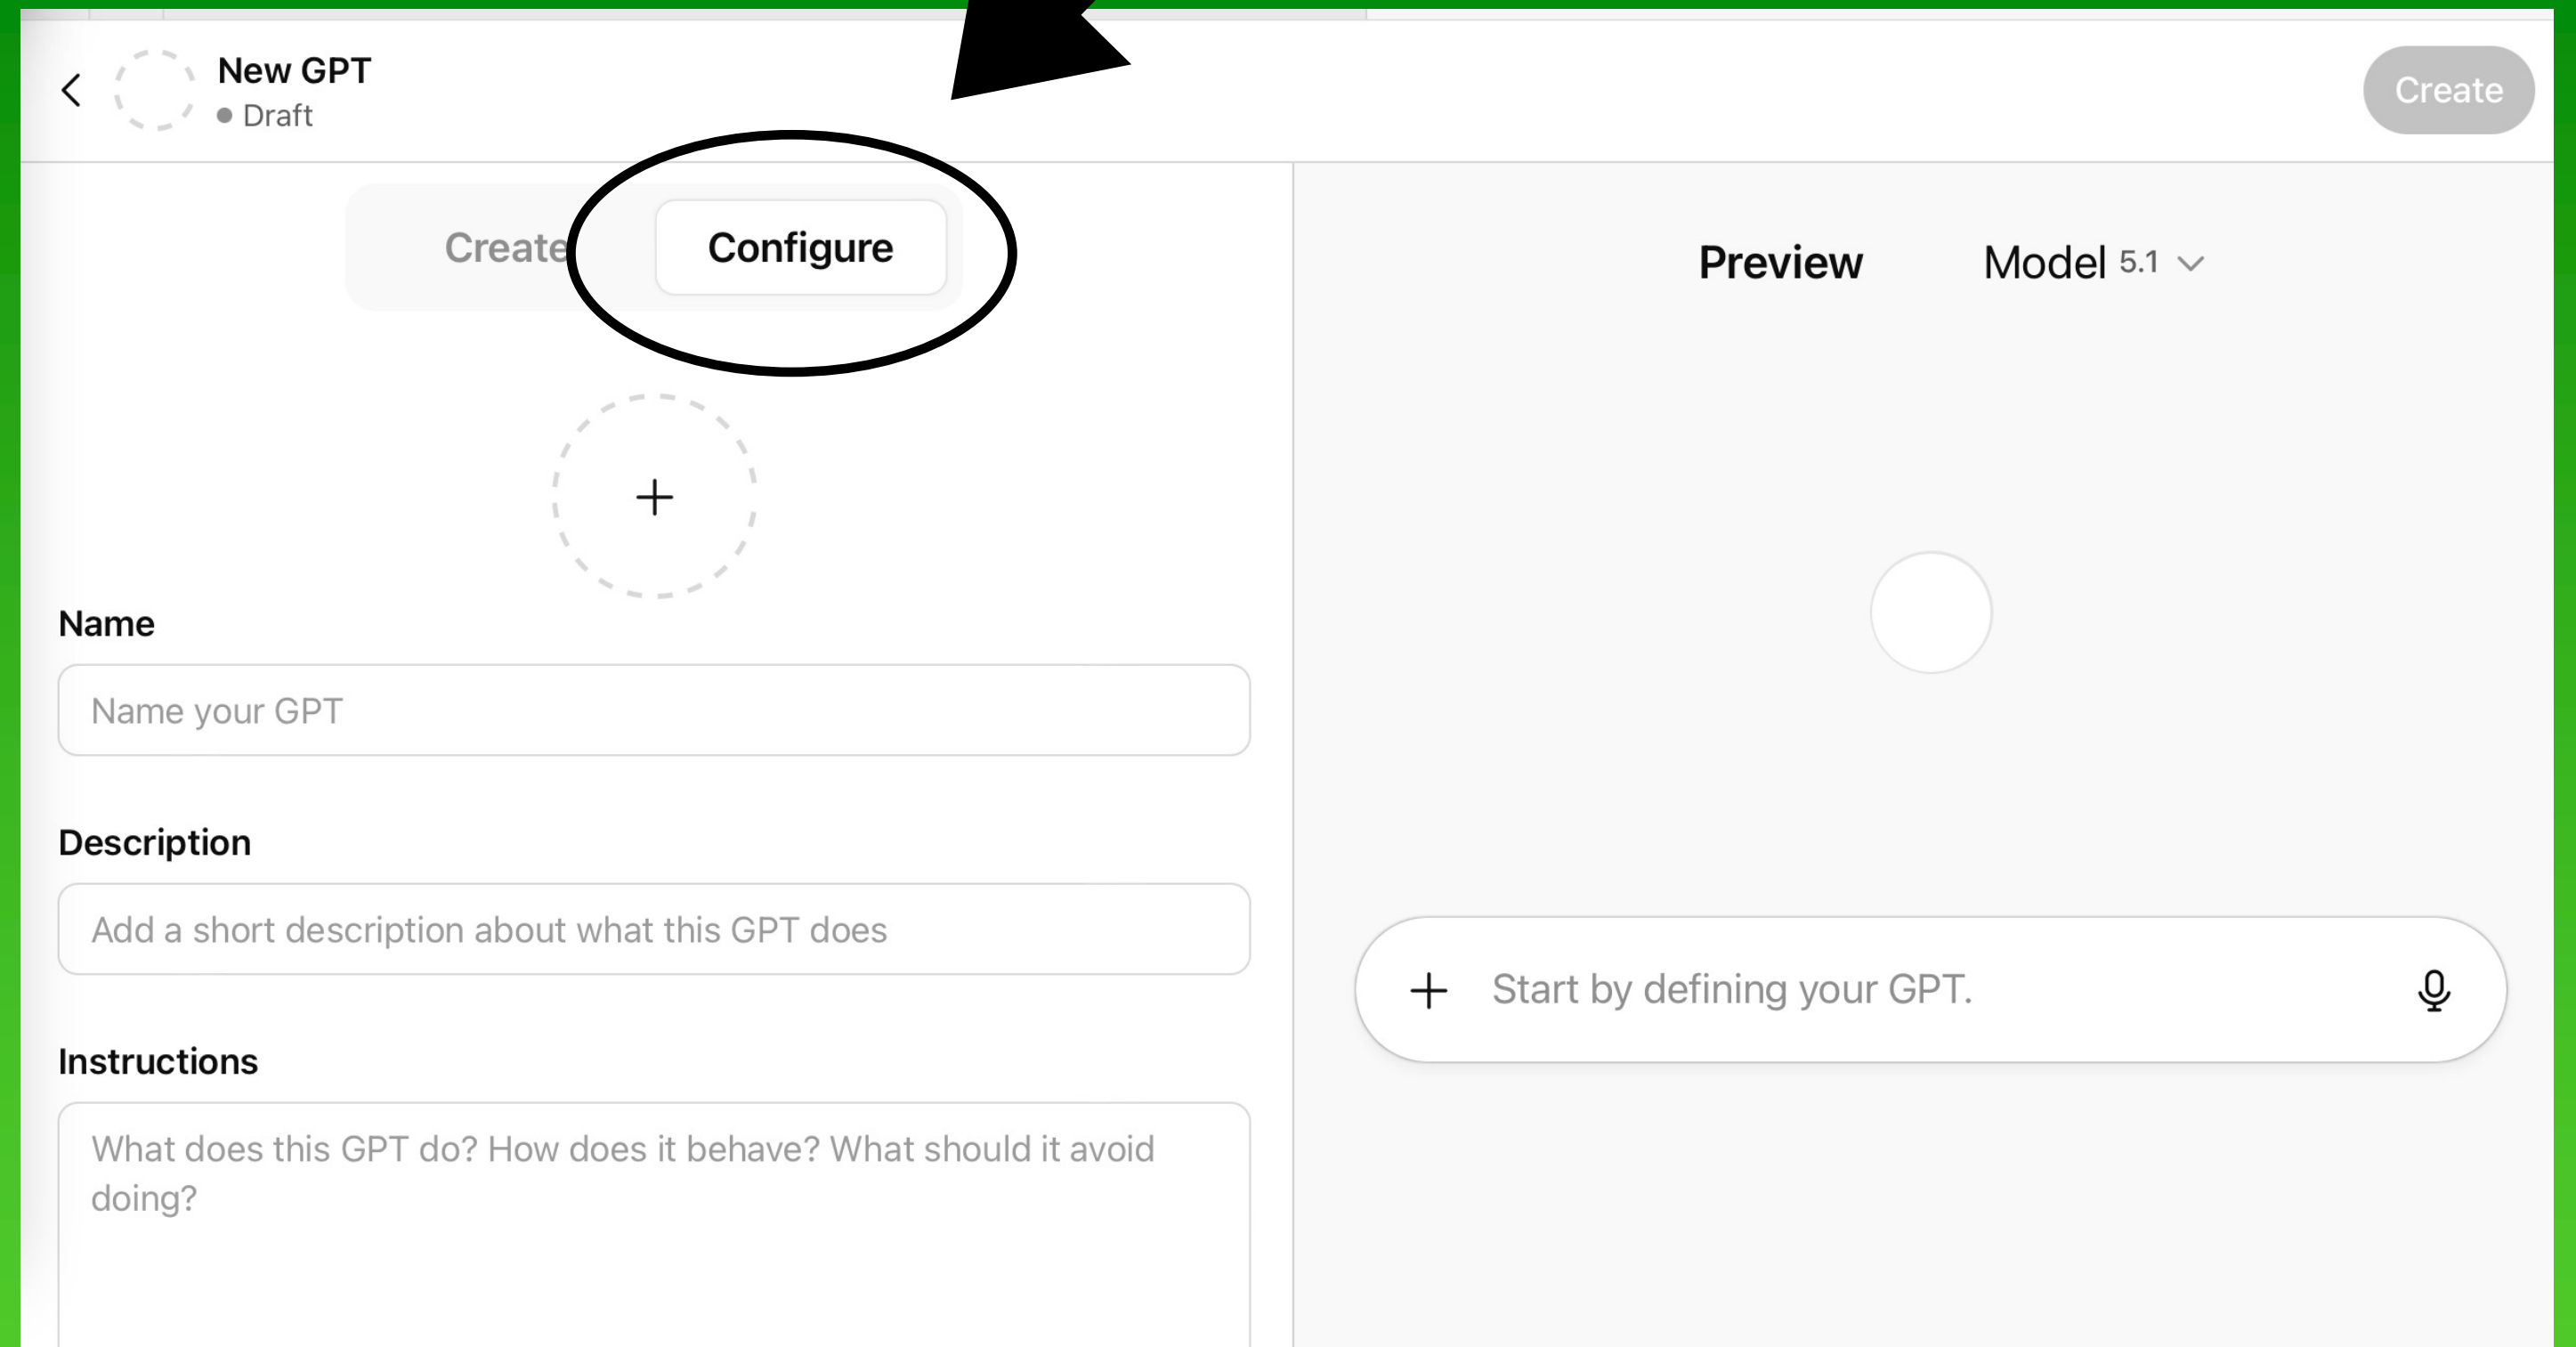 New GPT
Draft
Create
Create
Configure
Preview
Model 5.1
Name
Name your GPT
Description
Add a short description about what this GPT does
Start by defining your GPT.
Instructions
What does this GPT do? How does it behave? What should it avoid
doing?